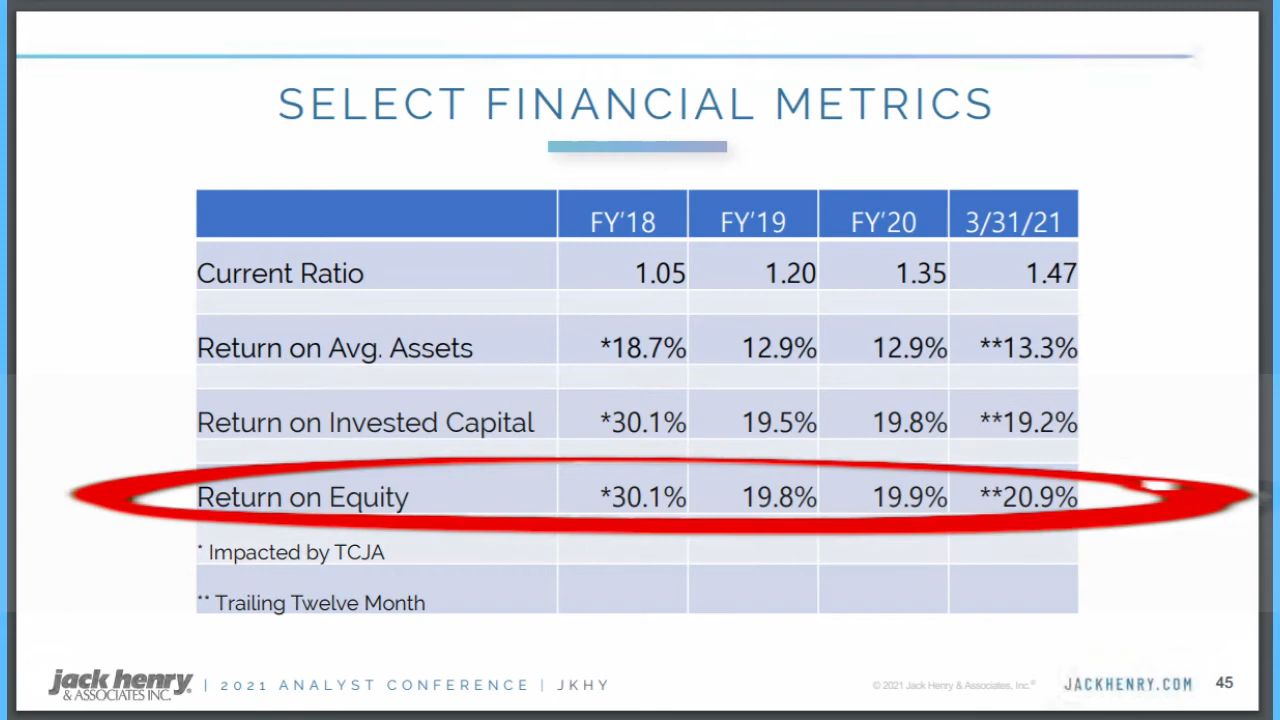 SELECT FINANCIAL METRICS
FY'18 FY'19 FY'20 3/31/21
Current Ratio 1.05 1.20 1.35 1.47
Return on Avg. Assets *18.7% 12.9% 12.9% **13.3%
Return on Invested Capital *30.1% 19.5% 19.8% **19.2%
Return on Equity *30.1% 19.8% 19.9% **20.9%
* Impacted by TCJA
** Trailing Twelve Month
jack henry & ASSOCIATES INC. | 2021 ANALYST CONFERENCE | JKHY © 2021 Jack Henry & Associates, Inc.® JACKHENRY.COM 45